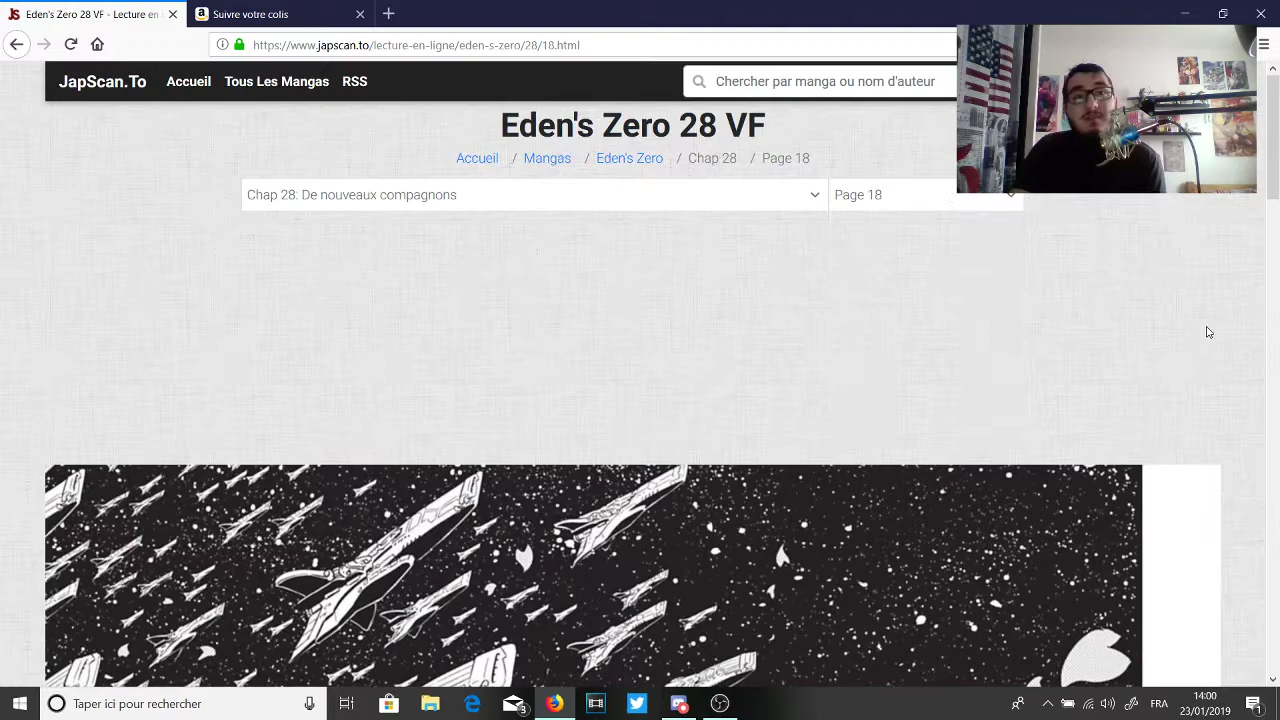 Eden's Zero 28 VF - Lecture en
Suivre votre colis
https://www.japscan.to/lecture-en-ligne/eden-s-zero/28/18.html
JapScan.To Accueil Tous Les Mangas RSS
Chercher par manga ou nom d'auteur
Eden's Zero 28 VF
Accueil / Mangas / Eden's Zero / Chap 28 / Page 18
Chap 28: De nouveaux compagnons
Page 18
Taper ici pour rechercher
3
FRA
14:00
23/01/2019
1